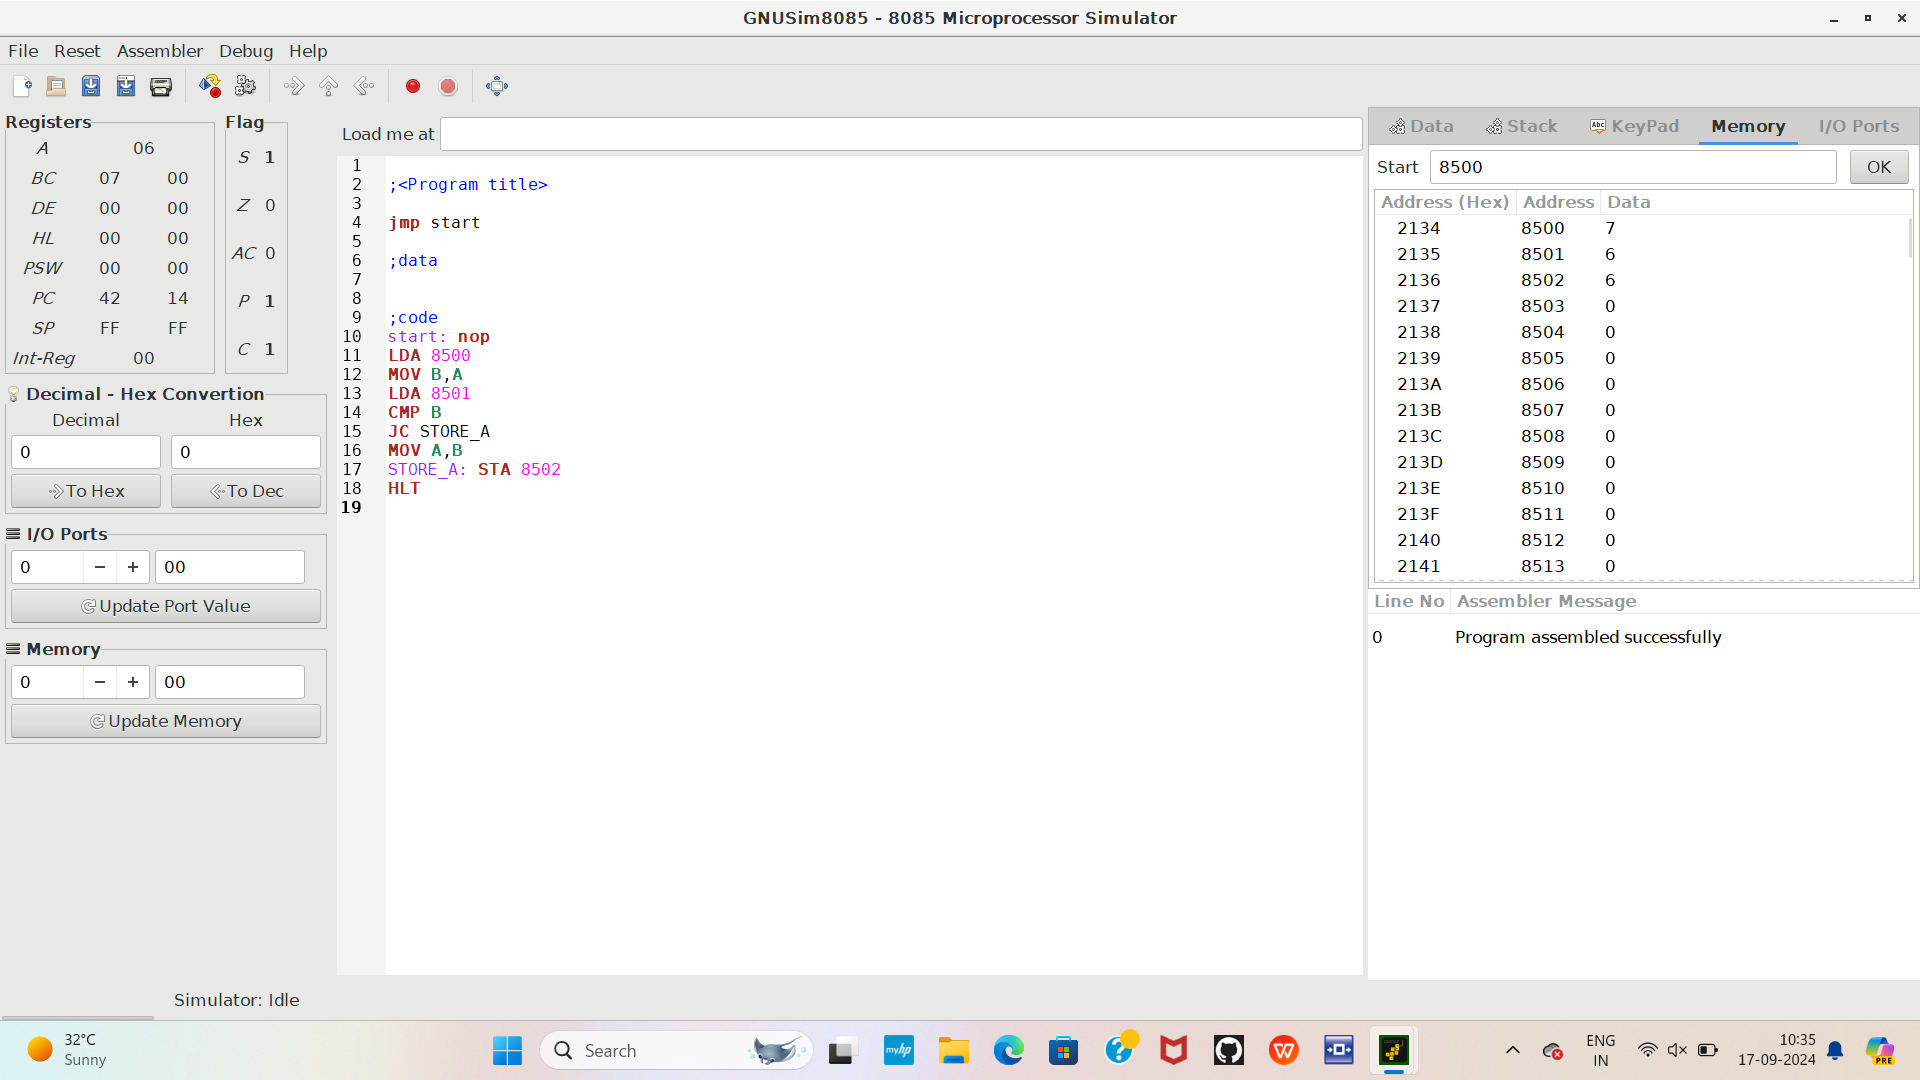 GNUSim8085 - 8085 Microprocessor Simulator
File Reset Assembler Debug Help
Registers
A 06
BC 07 00
DE 00 00
HL 00 00
PSW 00 00
PC 42 14
SP FF FF
Int-Reg 00
Flag
S 1
Z 0
AC 0
P 1
C 1
Decimal - Hex Convertion
Decimal Hex
0 0
To Hex To Dec
I/O Ports
0 − + 00
Update Port Value
Memory
0 − + 00
Update Memory
Load me at
1
2 ;<Program title>
3
4 jmp start
5
6 ;data
7
8
9 ;code
10 start: nop
11 LDA 8500
12 MOV B,A
13 LDA 8501
14 CMP B
15 JC STORE_A
16 MOV A,B
17 STORE_A: STA 8502
18 HLT
19
Data Stack Abc KeyPad Memory I/O Ports
Start 8500 OK
Address (Hex) Address Data
2134 8500 7
2135 8501 6
2136 8502 6
2137 8503 0
2138 8504 0
2139 8505 0
213A 8506 0
213B 8507 0
213C 8508 0
213D 8509 0
213E 8510 0
213F 8511 0
2140 8512 0
2141 8513 0
Line No Assembler Message
0 Program assembled successfully
Simulator: Idle
32°C
Sunny
Search
myhp
ENG
IN
10:35
17-09-2024
PRE